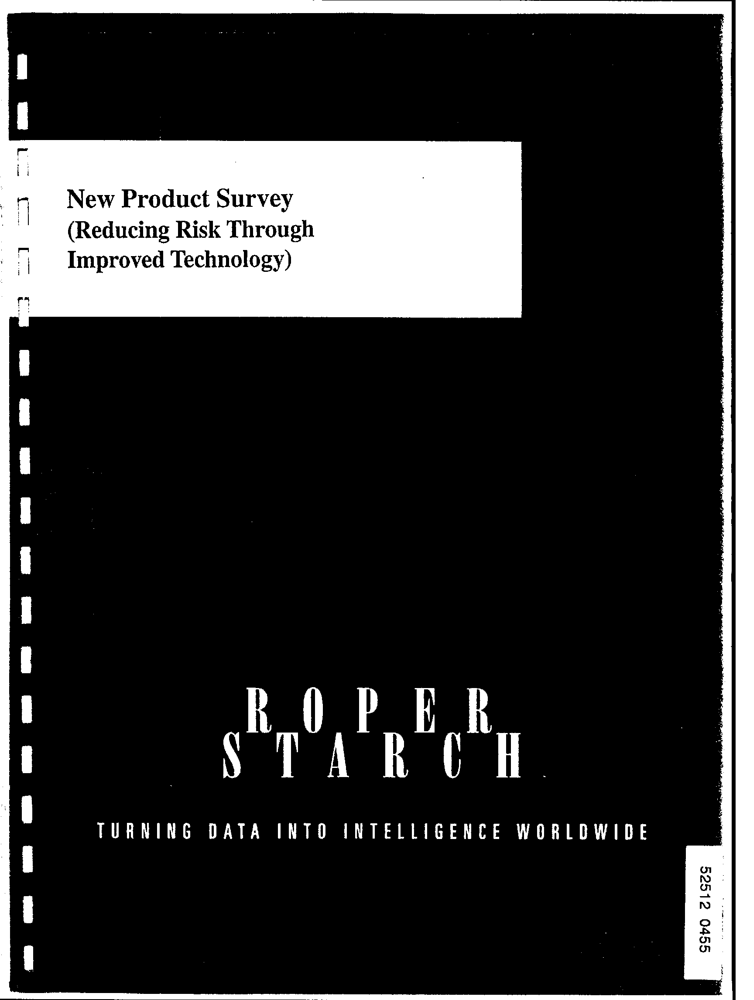 New Product Survey
(Reducing Risk Through
Improved Technology)
ROPER
STARCH
TURNING DATA INTO INTELLIGENCE WORLDWIDE
52512 0455